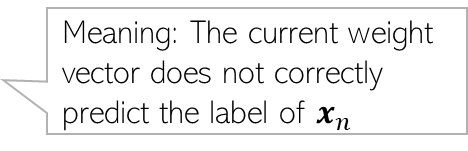 Meaning: The current weight
vector does not correctly
predict the label of 𝒙ₙ